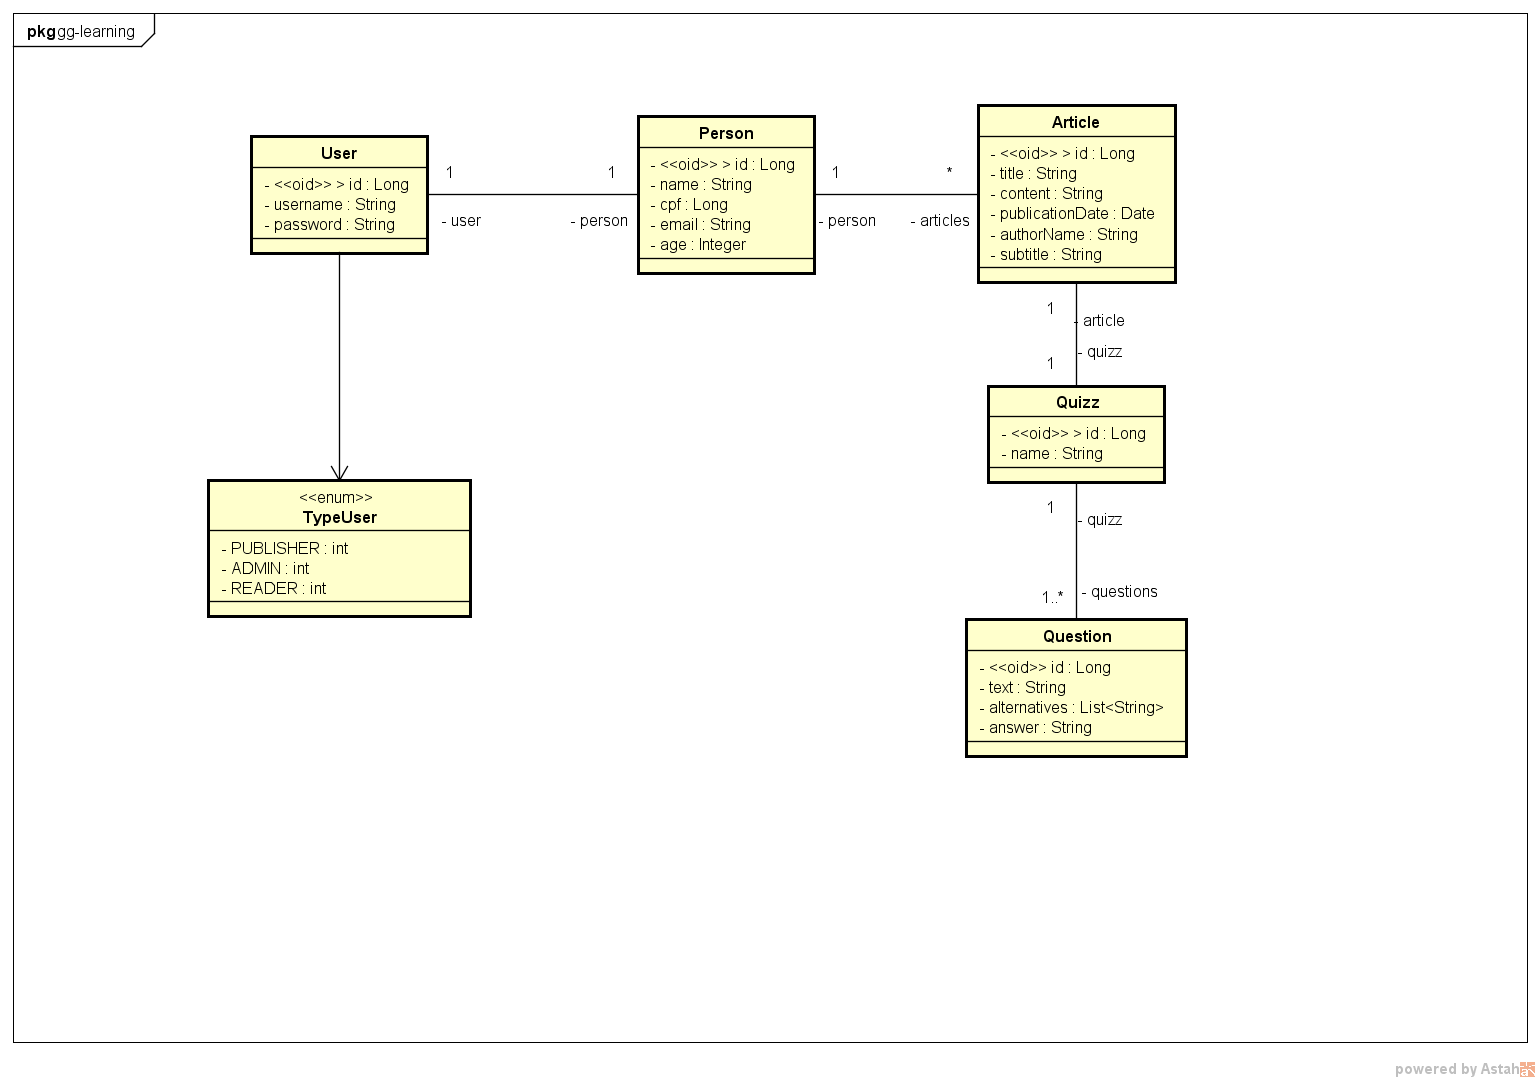 pkg gg-learning
User
- <<oid>> > id : Long
- username : String
- password : String
1
- user
1
- person
Person
- <<oid>> > id : Long
- name : String
- cpf : Long
- email : String
- age : Integer
1
- person
*
- articles
Article
- <<oid>> > id : Long
- title : String
- content : String
- publicationDate : Date
- authorName : String
- subtitle : String
1
- article
- quizz
1
Quizz
- <<oid>> > id : Long
- name : String
1
- quizz
1..*
- questions
Question
- <<oid>> id : Long
- text : String
- alternatives : List<String>
- answer : String
<<enum>>
TypeUser
- PUBLISHER : int
- ADMIN : int
- READER : int
powered by Astah